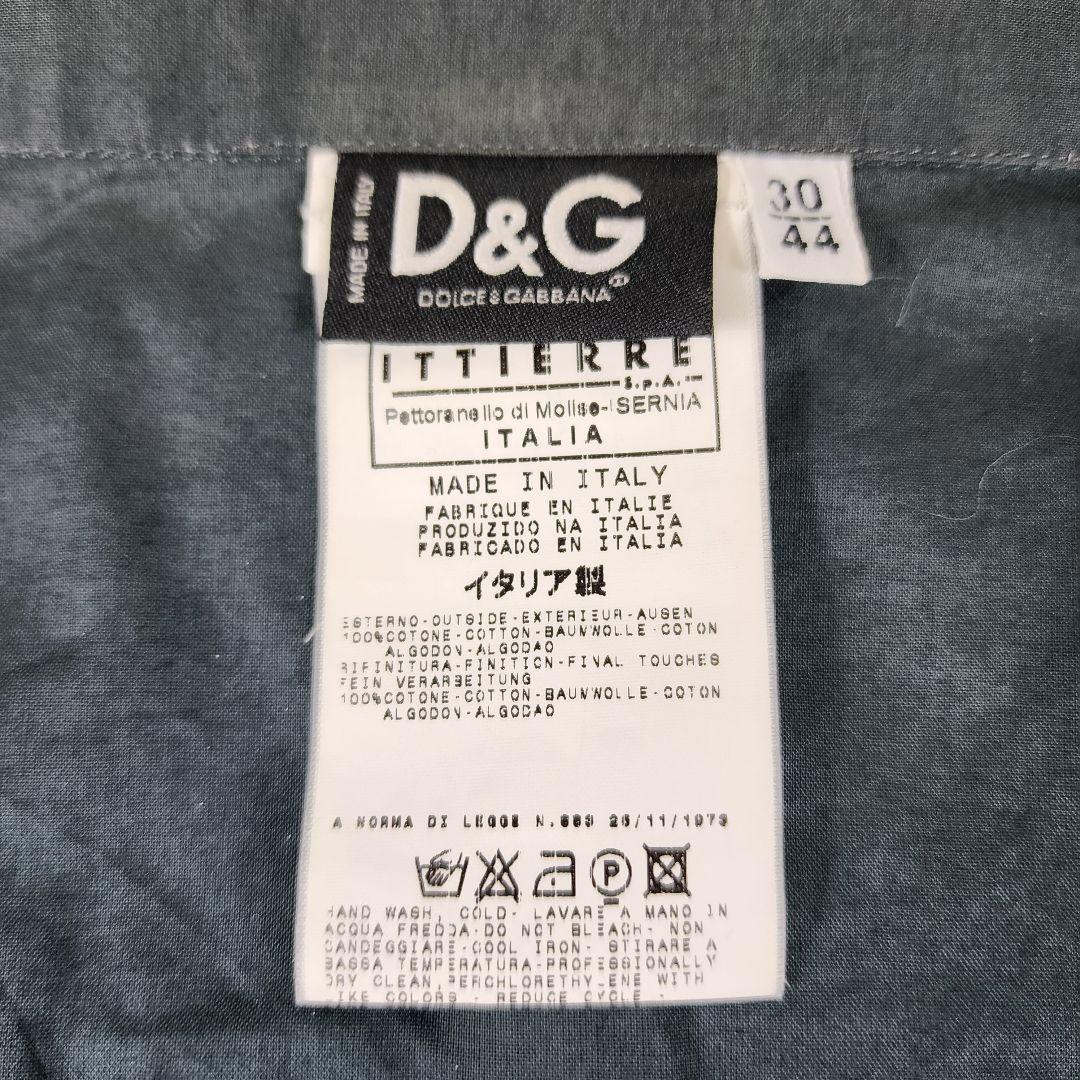 MADE IN ITALY
D&G
DOLCE & GABBANA
30
44
ITTIERRE
S.p.A.
Pettoranello di Molise-ISERNIA
ITALIA
MADE IN ITALY
FABRIQUE EN ITALIE
PRODUZIDO NA ITALIA
FABRICADO EN ITALIA
イタリア製
ESTERNO-OUTSIDE-EXTERIEUR-AUSEN
100%COTONE-COTTON-BAUMWOLLE-COTON
ALGODON-ALGODAO
RIFINITURA-FINITION-FINAL TOUCHES
FEIN VERARBEITUNG
100%COTONE-COTTON-BAUMWOLLE-COTON
ALGODON-ALGODAO
A NORMA DI LEGGE N.883 26/11/1973
P
HAND WASH, COLD- LAVARE A MANO IN
ACQUA FREDDA-DO NOT BLEACH- NON
CANDEGGIARE-COOL IRON- STIRARE A
BASSA TEMPERATURA-PROFESSIONALLY
DRY CLEAN,PERCHLORETHYLENE WITH
LIKE COLORS - REDUCE CYCLE -